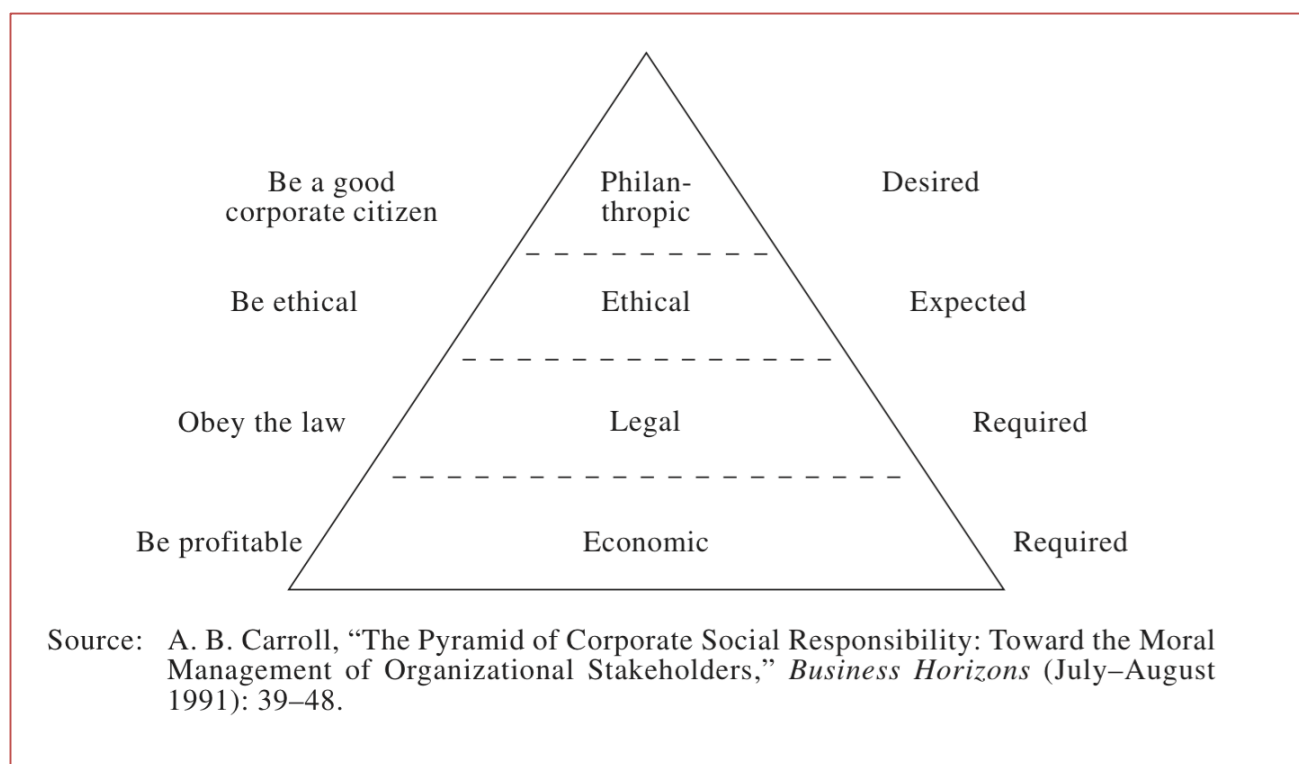 Be a good
corporate citizen
Philan-
thropic
Desired
Be ethical
Ethical
Expected
Obey the law
Legal
Required
Be profitable
Economic
Required
Source: A. B. Carroll, “The Pyramid of Corporate Social Responsibility: Toward the Moral
Management of Organizational Stakeholders,” Business Horizons (July–August
1991): 39–48.